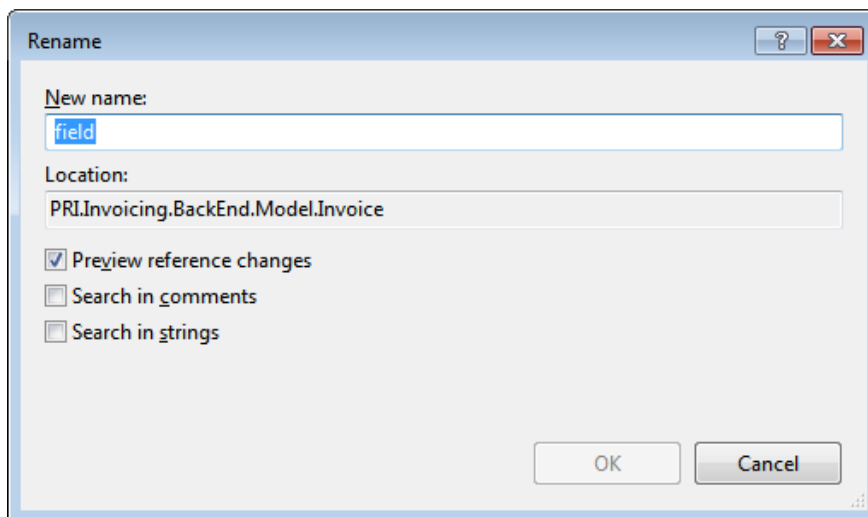 Rename
New name:
field
Location:
PRI.Invoicing.BackEnd.Model.Invoice
Preview reference changes
Search in comments
Search in strings
OK Cancel